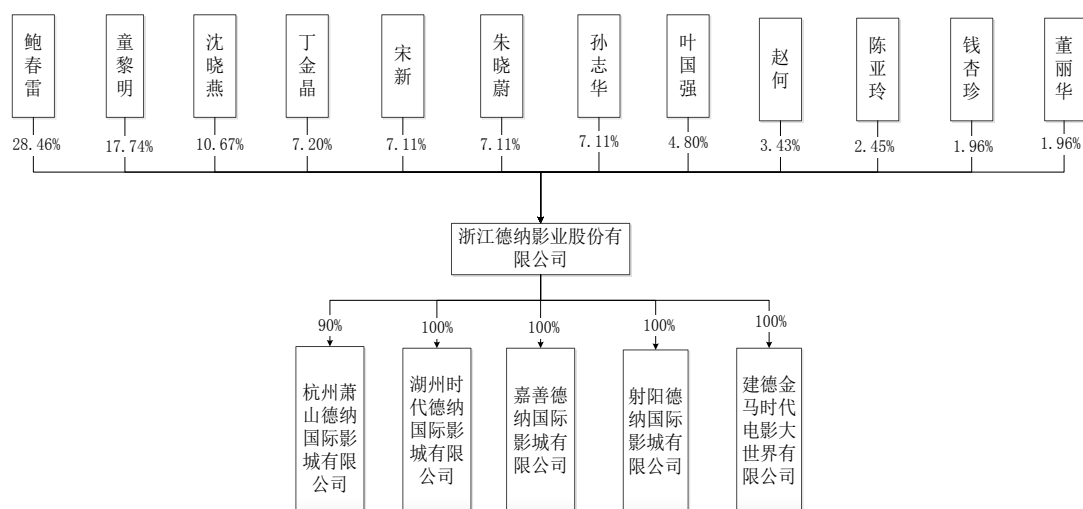 鲍春雷
童黎明
沈晓燕
丁金晶
宋新
朱晓蔚
孙志华
叶国强
赵何
陈亚玲
钱杏珍
董丽华
28.46%
17.74%
10.67%
7.20%
7.11%
7.11%
7.11%
4.80%
3.43%
2.45%
1.96%
1.96%
浙江德纳影业股份有
限公司
90%
100%
100%
100%
100%
杭州萧
山德纳
国际影
城有限
公司
湖州时
代德纳
国际影
城有限
公司
嘉善德
纳国际
影城有
限公司
射阳德
纳国际
影城有
限公司
建德金
马时代
电影大
世界有
限公司